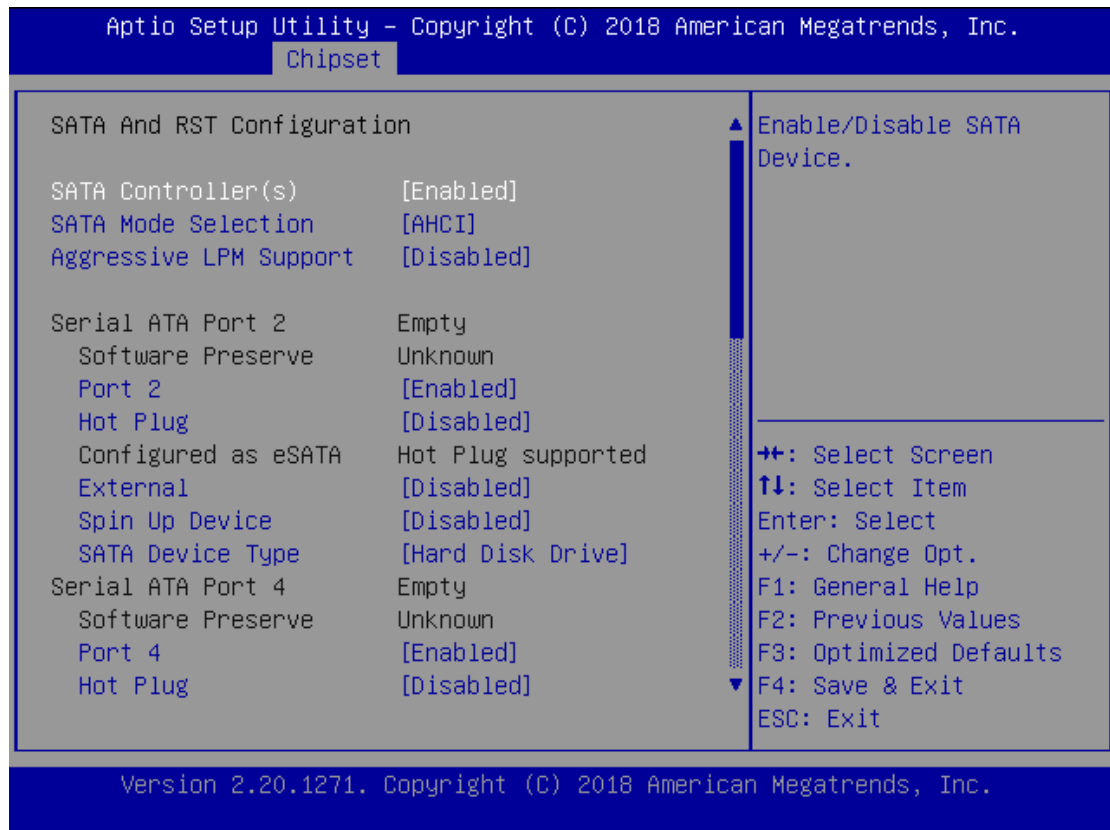 Aptio Setup Utility – Copyright (C) 2018 American Megatrends, Inc.
Chipset
SATA And RST Configuration
SATA Controller(s) [Enabled]
SATA Mode Selection [AHCI]
Aggressive LPM Support [Disabled]
Serial ATA Port 2 Empty
Software Preserve Unknown
Port 2 [Enabled]
Hot Plug [Disabled]
Configured as eSATA Hot Plug supported
External [Disabled]
Spin Up Device [Disabled]
SATA Device Type [Hard Disk Drive]
Serial ATA Port 4 Empty
Software Preserve Unknown
Port 4 [Enabled]
Hot Plug [Disabled]
Enable/Disable SATA
Device.
→←: Select Screen
↑↓: Select Item
Enter: Select
+/-: Change Opt.
F1: General Help
F2: Previous Values
F3: Optimized Defaults
F4: Save & Exit
ESC: Exit
Version 2.20.1271. Copyright (C) 2018 American Megatrends, Inc.